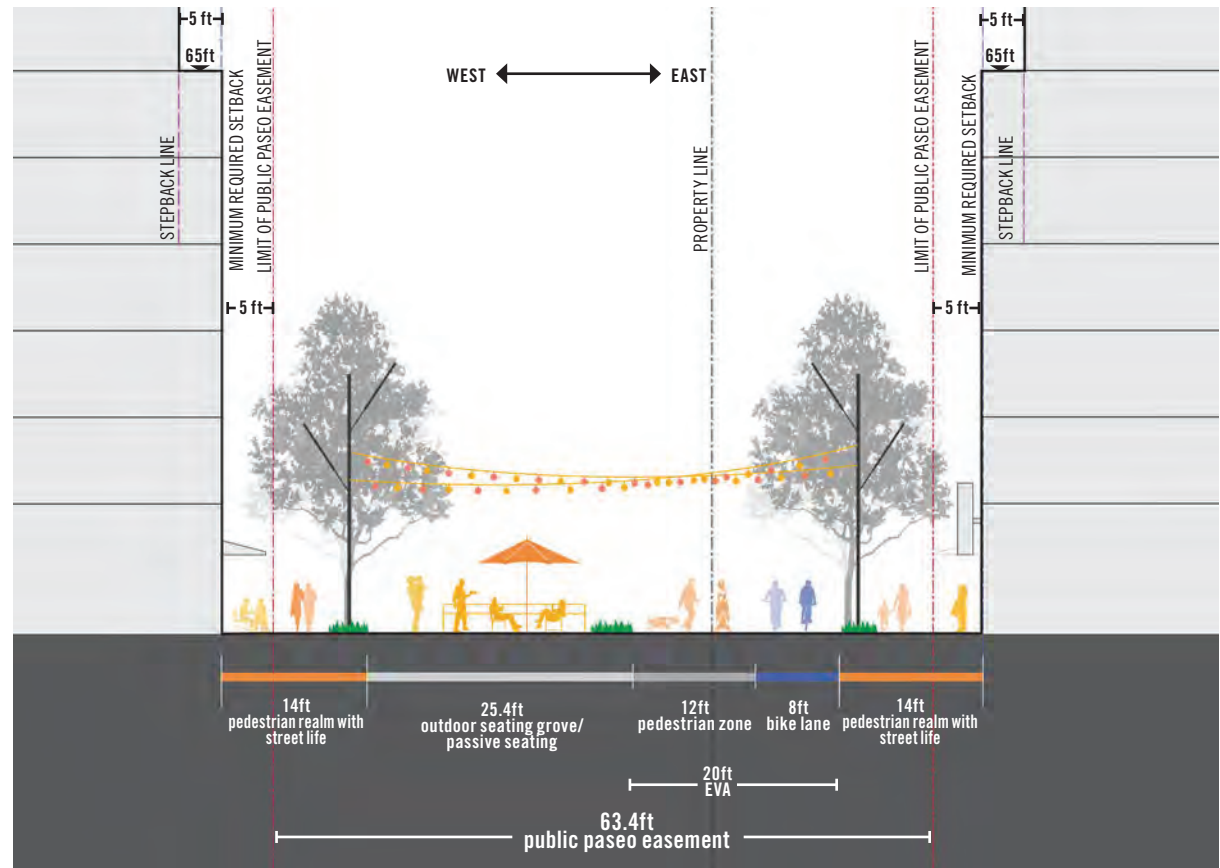 5 ft
5 ft
65ft
65ft
WEST
EAST
STEPBACK LINE
MINIMUM REQUIRED SETBACK
LIMIT OF PUBLIC PASEO EASEMENT
PROPERTY LINE
LIMIT OF PUBLIC PASEO EASEMENT
MINIMUM REQUIRED SETBACK
STEPBACK LINE
5 ft
5 ft
14ft
pedestrian realm with
street life
25.4ft
outdoor seating grove/
passive seating
12ft
pedestrian zone
8ft
bike lane
14ft
pedestrian realm with
street life
20ft
EVA
63.4ft
public paseo easement